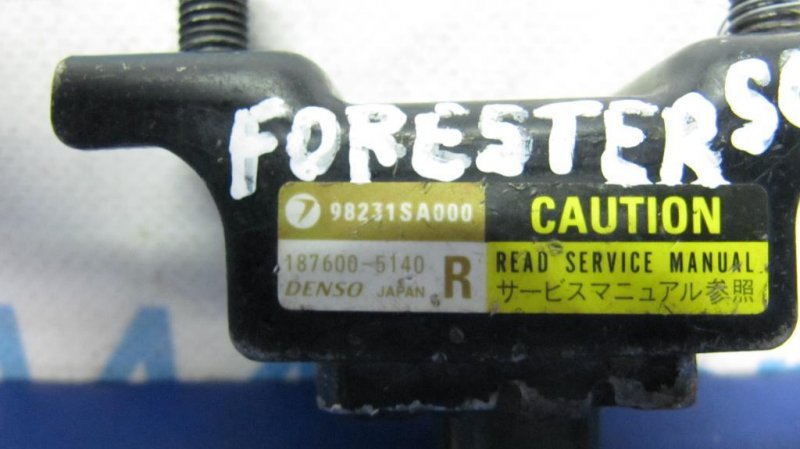 FORESTER
98231SA000
CAUTION
187600-5140
R
READ SERVICE MANUAL
DENSO JAPAN
サービスマニュアル参照